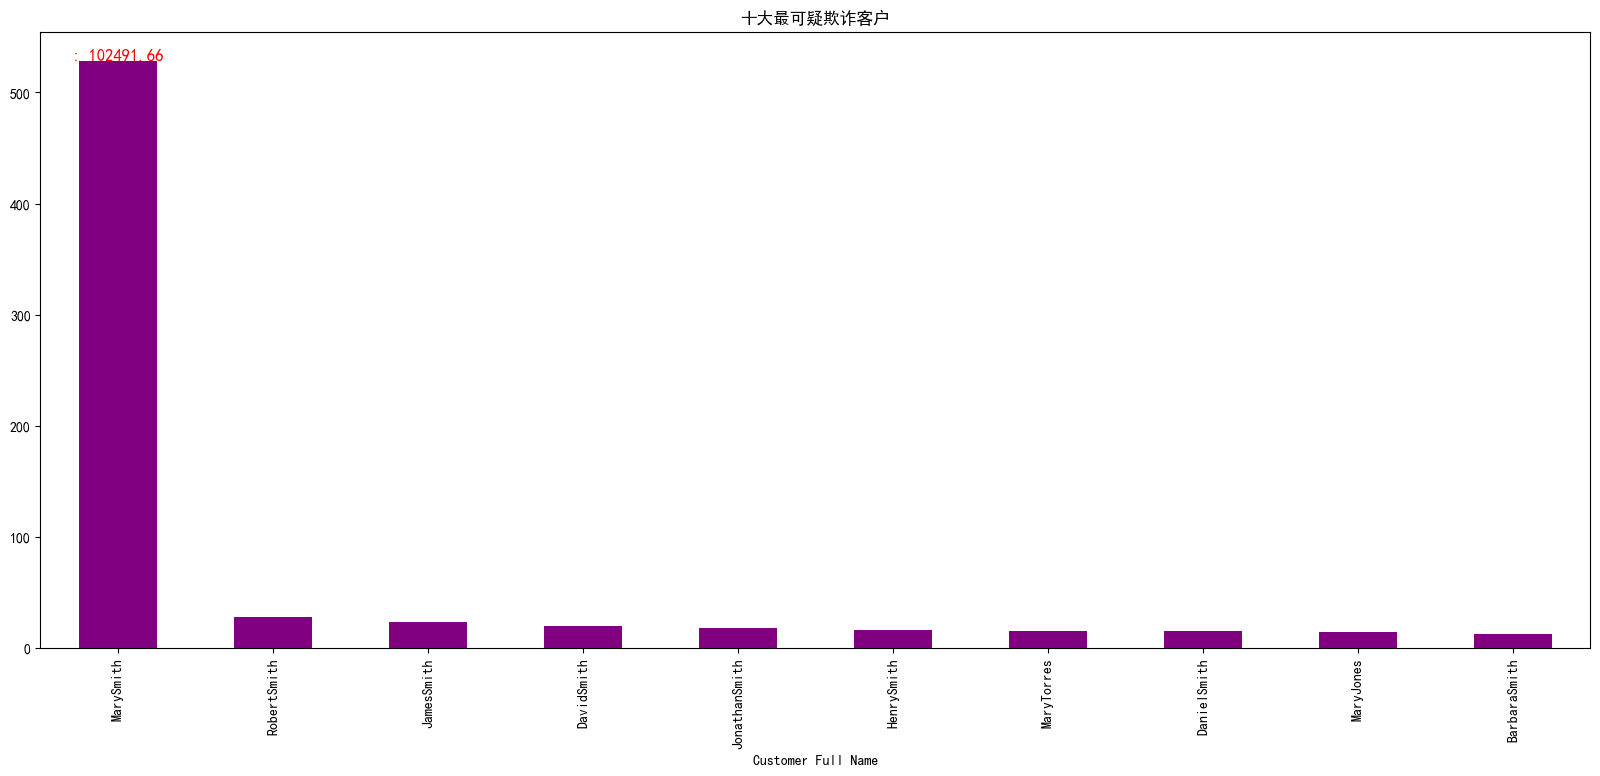 十大最可疑欺诈客户
: 102491.66
500
400
300
200
100
0
MarySmith
RobertSmith
JamesSmith
DavidSmith
JonathanSmith
HenrySmith
MaryTorres
DanielSmith
MaryJones
BarbaraSmith
Customer Full Name